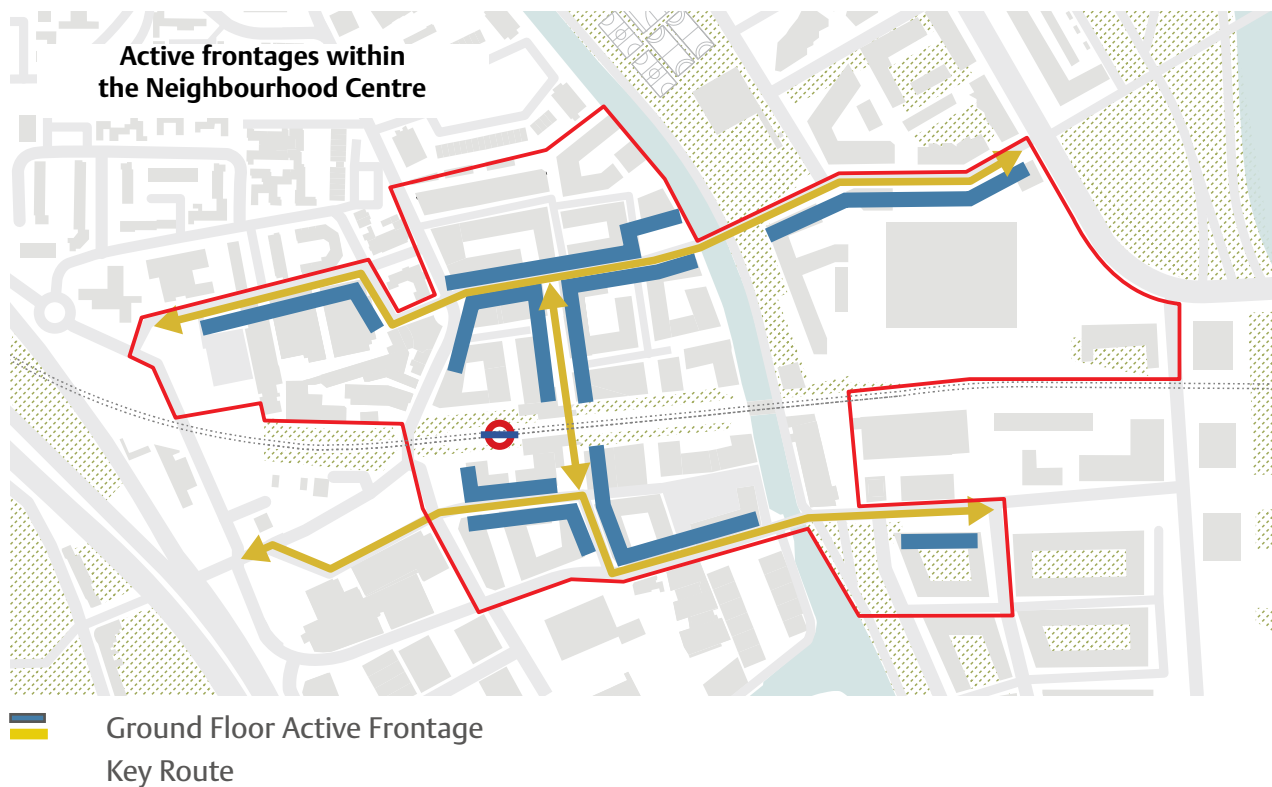 Active frontages within
the Neighbourhood Centre
Ground Floor Active Frontage
Key Route